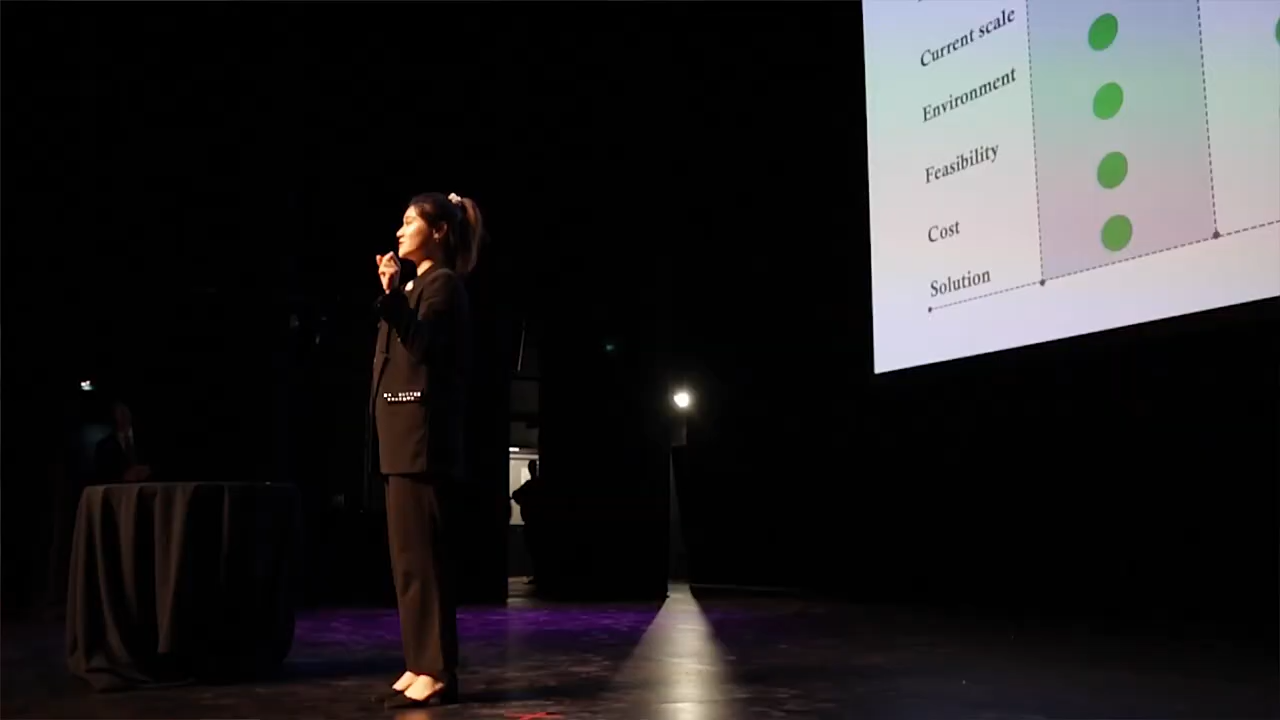 Current scale
Environment
Feasibility
Cost
Solution